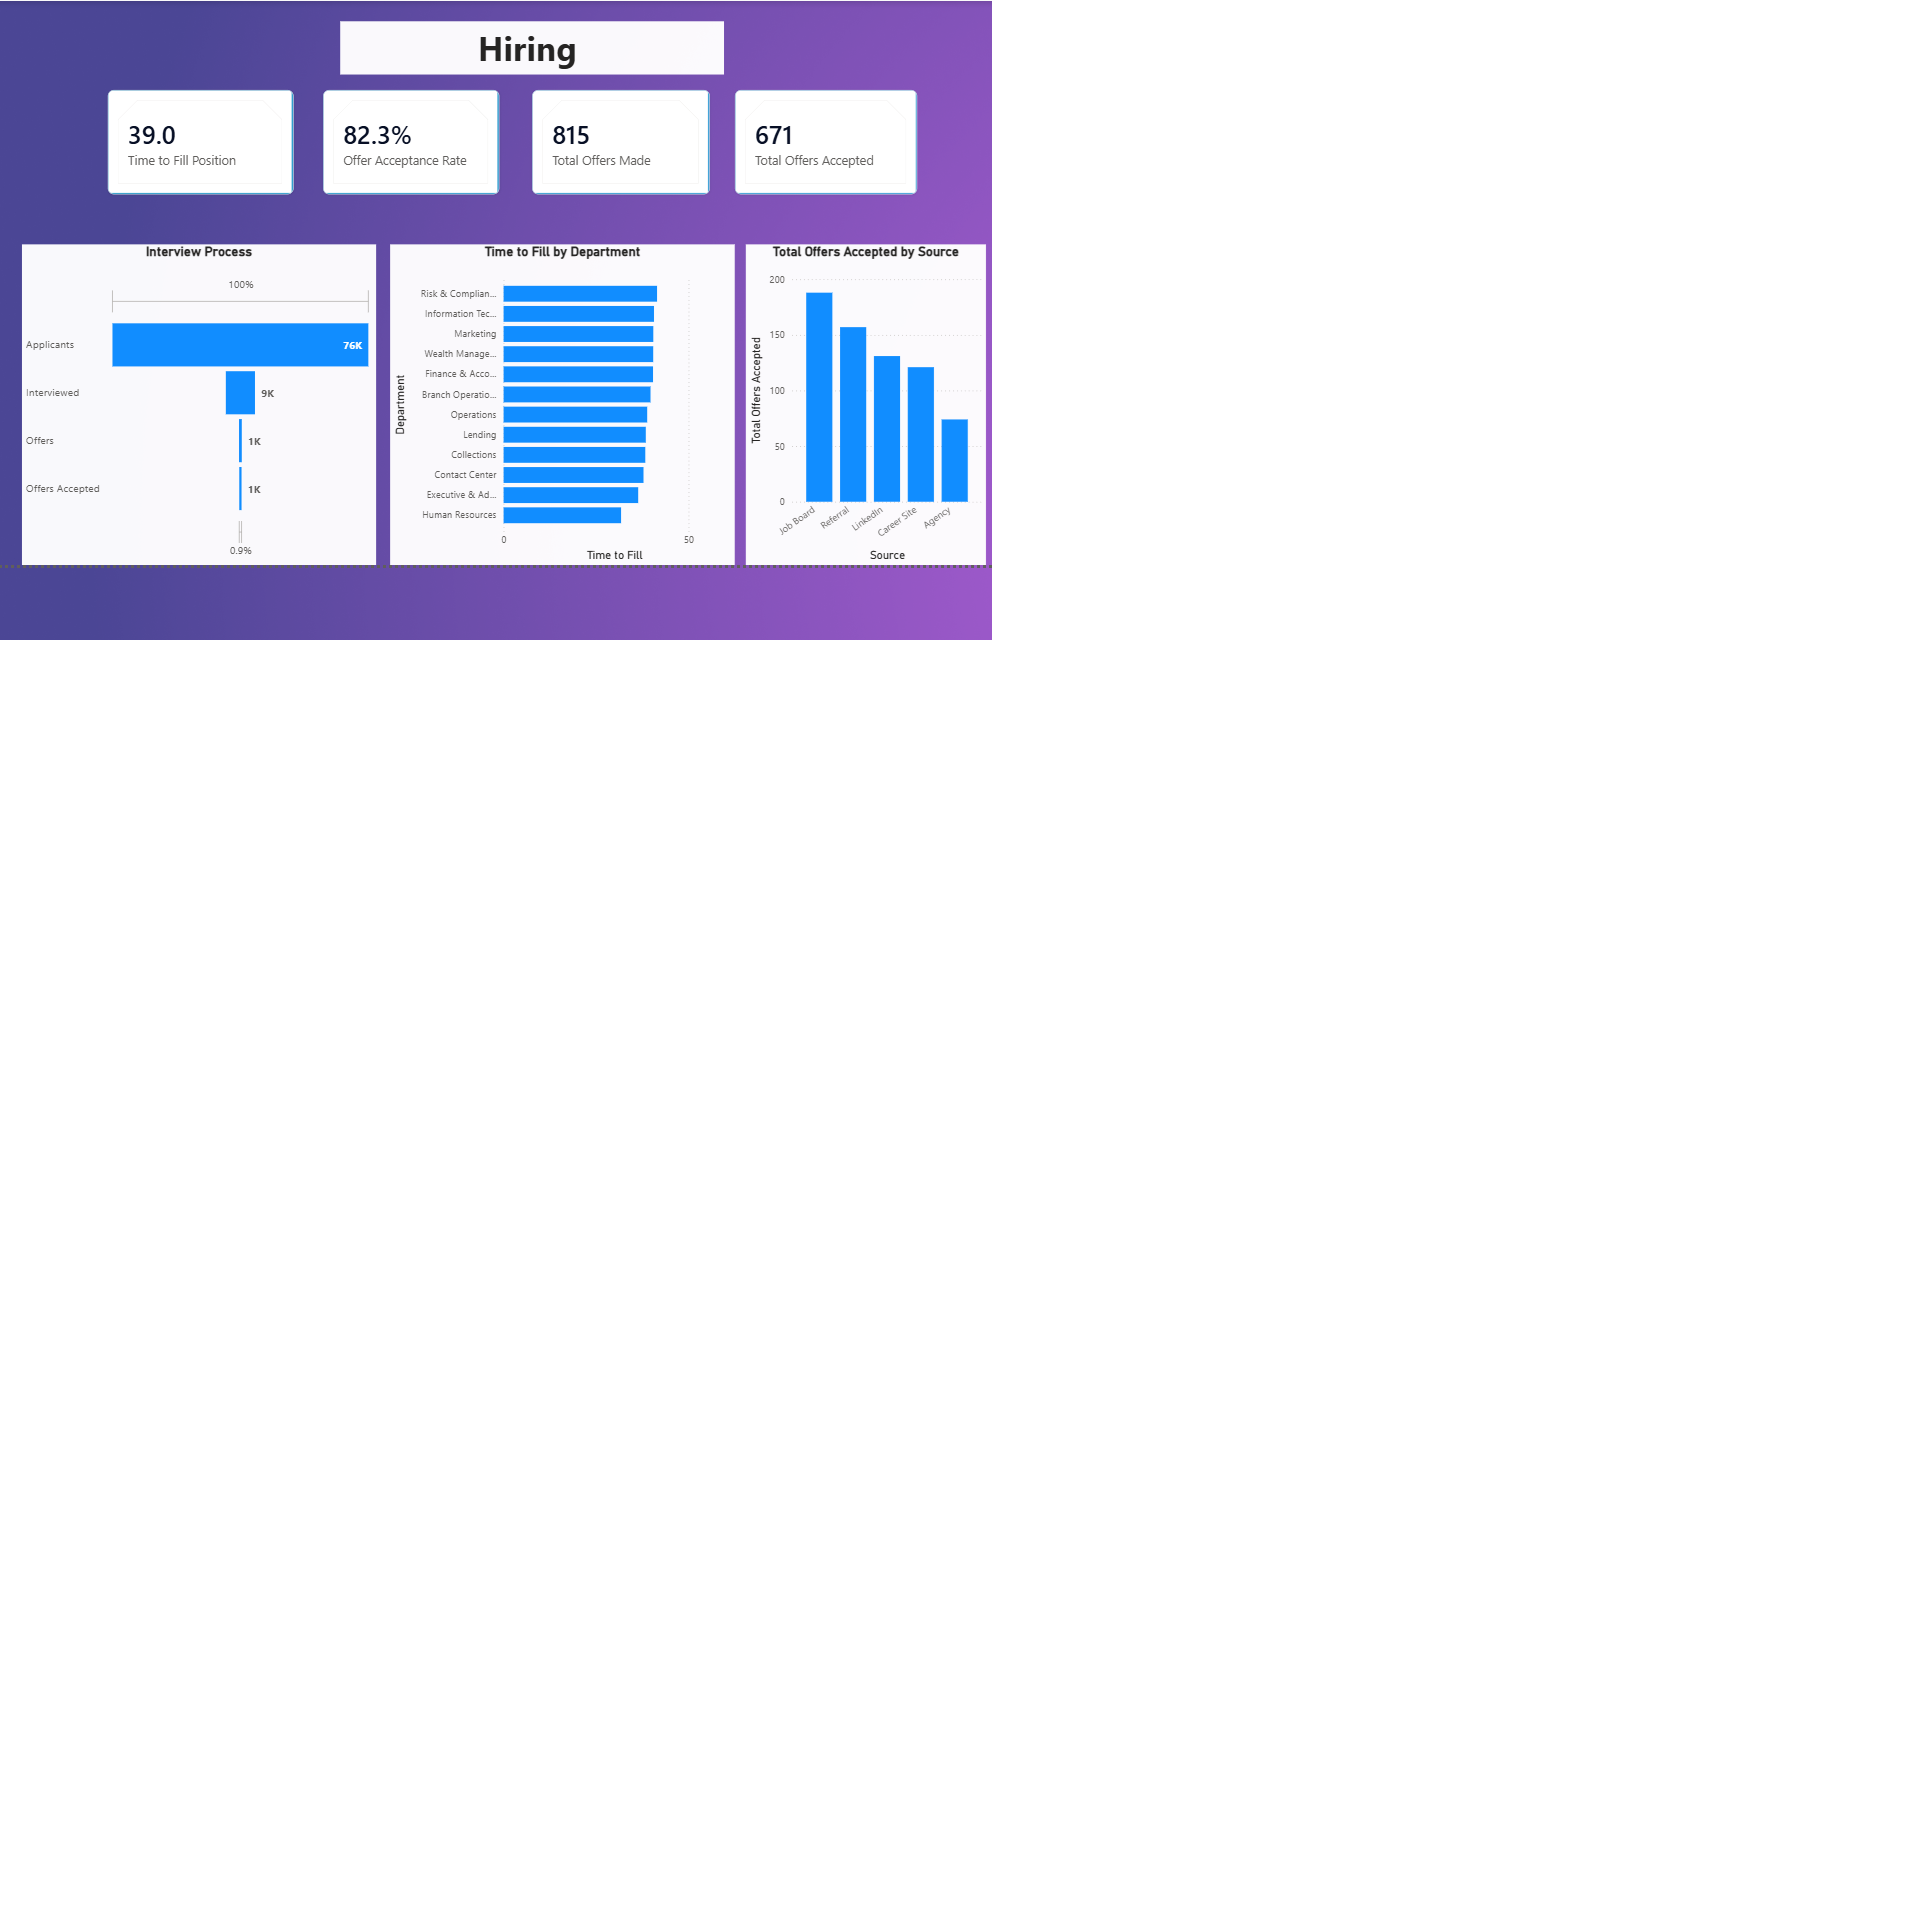 Hiring
39.0
Time to Fill Position
82.3%
Offer Acceptance Rate
815
Total Offers Made
671
Total Offers Accepted
Interview Process
100%
Applicants
76K
Interviewed
9K
Offers
1K
Offers Accepted
1K
0.9%
Time to Fill by Department
Department
Risk & Complian...
Information Tec...
Marketing
Wealth Manage...
Finance & Acco...
Branch Operatio...
Operations
Lending
Collections
Contact Center
Executive & Ad...
Human Resources
0
50
Time to Fill
Total Offers Accepted by Source
Total Offers Accepted
200
150
100
50
0
Job Board
Referral
LinkedIn
Career Site
Agency
Source